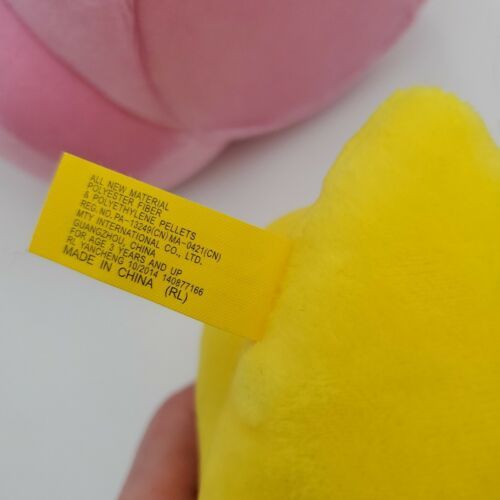 ALL NEW MATERIAL
POLYESTER FIBER
& POLYETHYLENE PELLETS
REG. NO. PA-13249(CN) MA-0421(CN)
MTY INTERNATIONAL CO., LTD.
GUANGZHOU, CHINA
FOR AGE 3 YEARS AND UP
RL YANCHENG 10/2014 140877166
MADE IN CHINA (RL)